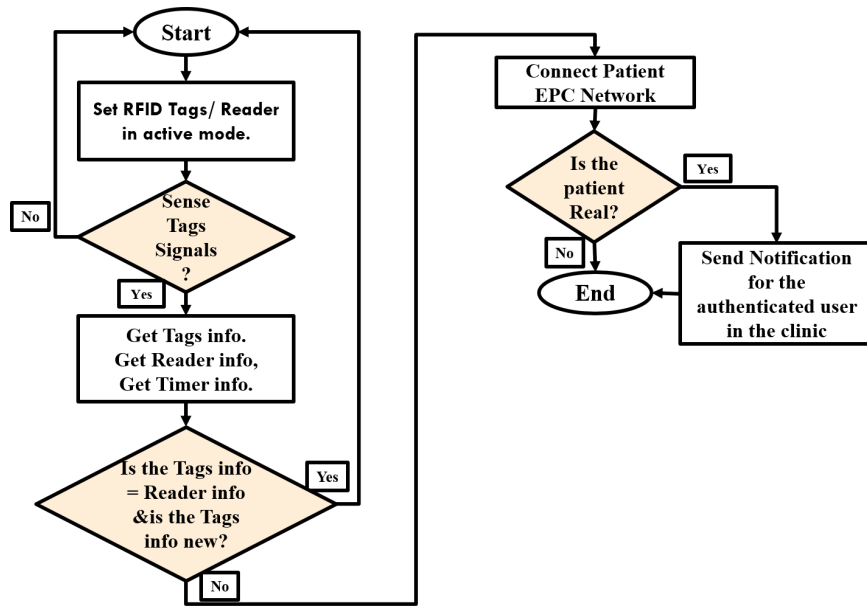 Start
Set RFID Tags/ Reader
in active mode.
Sense
Tags
Signals
?
No
Yes
Get Tags info.
Get Reader info,
Get Timer info.
Is the Tags info
= Reader info
&is the Tags
info new?
Yes
No
Connect Patient
EPC Network
Is the
patient
Real?
Yes
No
End
Send Notification
for the
authenticated user
in the clinic